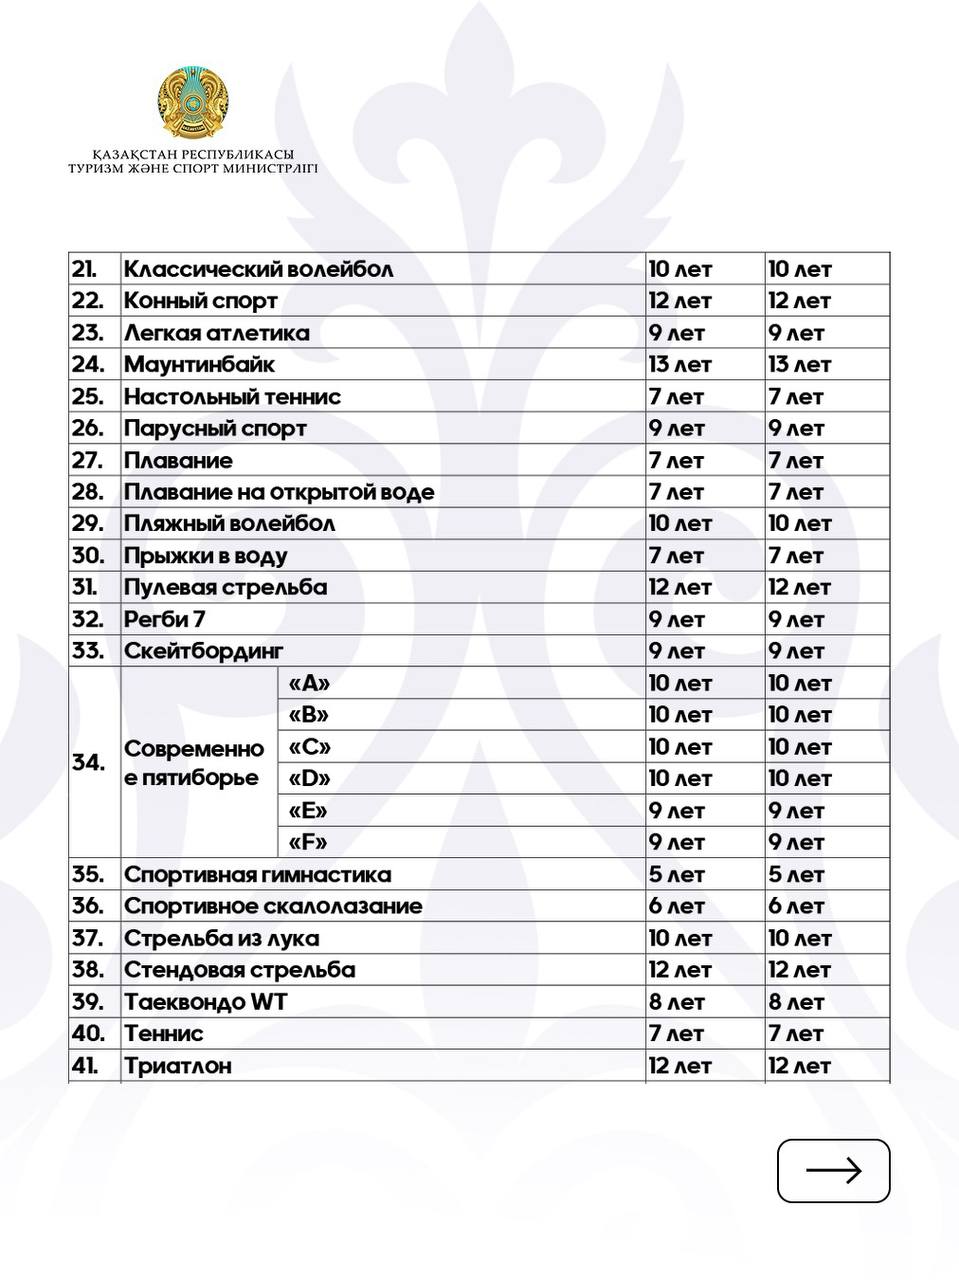 ҚАЗАҚСТАН РЕСПУБЛИКАСЫ
ТУРИЗМ ЖӘНЕ СПОРТ МИНИСТРЛІГІ
21. Классический волейбол 10 лет 10 лет
22. Конный спорт 12 лет 12 лет
23. Легкая атлетика 9 лет 9 лет
24. Маунтинбайк 13 лет 13 лет
25. Настольный теннис 7 лет 7 лет
26. Парусный спорт 9 лет 9 лет
27. Плавание 7 лет 7 лет
28. Плавание на открытой воде 7 лет 7 лет
29. Пляжный волейбол 10 лет 10 лет
30. Прыжки в воду 7 лет 7 лет
31. Пулевая стрельба 12 лет 12 лет
32. Регби 7 9 лет 9 лет
33. Скейтбординг 9 лет 9 лет
34. Современно
е пятиборье
«A» 10 лет 10 лет
«B» 10 лет 10 лет
«C» 10 лет 10 лет
«D» 10 лет 10 лет
«E» 9 лет 9 лет
«F» 9 лет 9 лет
35. Спортивная гимнастика 5 лет 5 лет
36. Спортивное скалолазание 6 лет 6 лет
37. Стрельба из лука 10 лет 10 лет
38. Стендовая стрельба 12 лет 12 лет
39. Таеквондо WT 8 лет 8 лет
40. Теннис 7 лет 7 лет
41. Триатлон 12 лет 12 лет